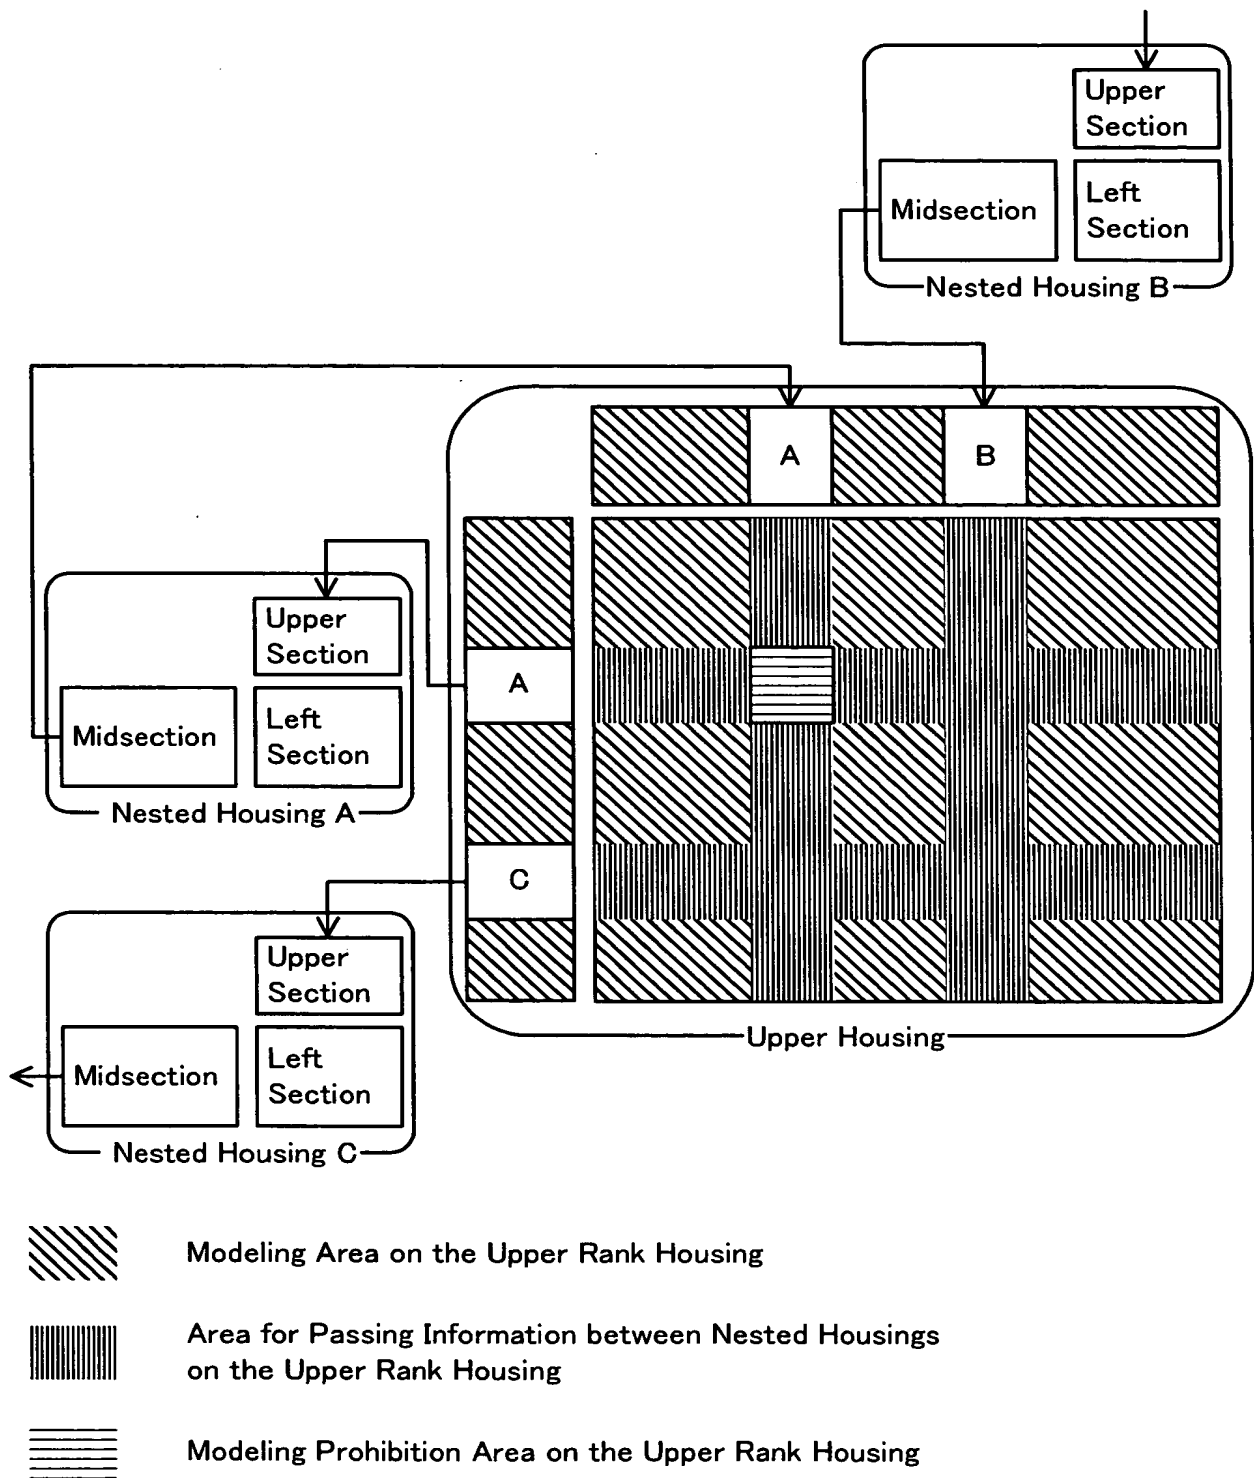 Upper
Section
Midsection
Left
Section
Nested Housing B
A
B
A
C
Upper Housing
Upper
Section
Midsection
Left
Section
Nested Housing A
Upper
Section
Midsection
Left
Section
Nested Housing C
Modeling Area on the Upper Rank Housing
Area for Passing Information between Nested Housings
on the Upper Rank Housing
Modeling Prohibition Area on the Upper Rank Housing